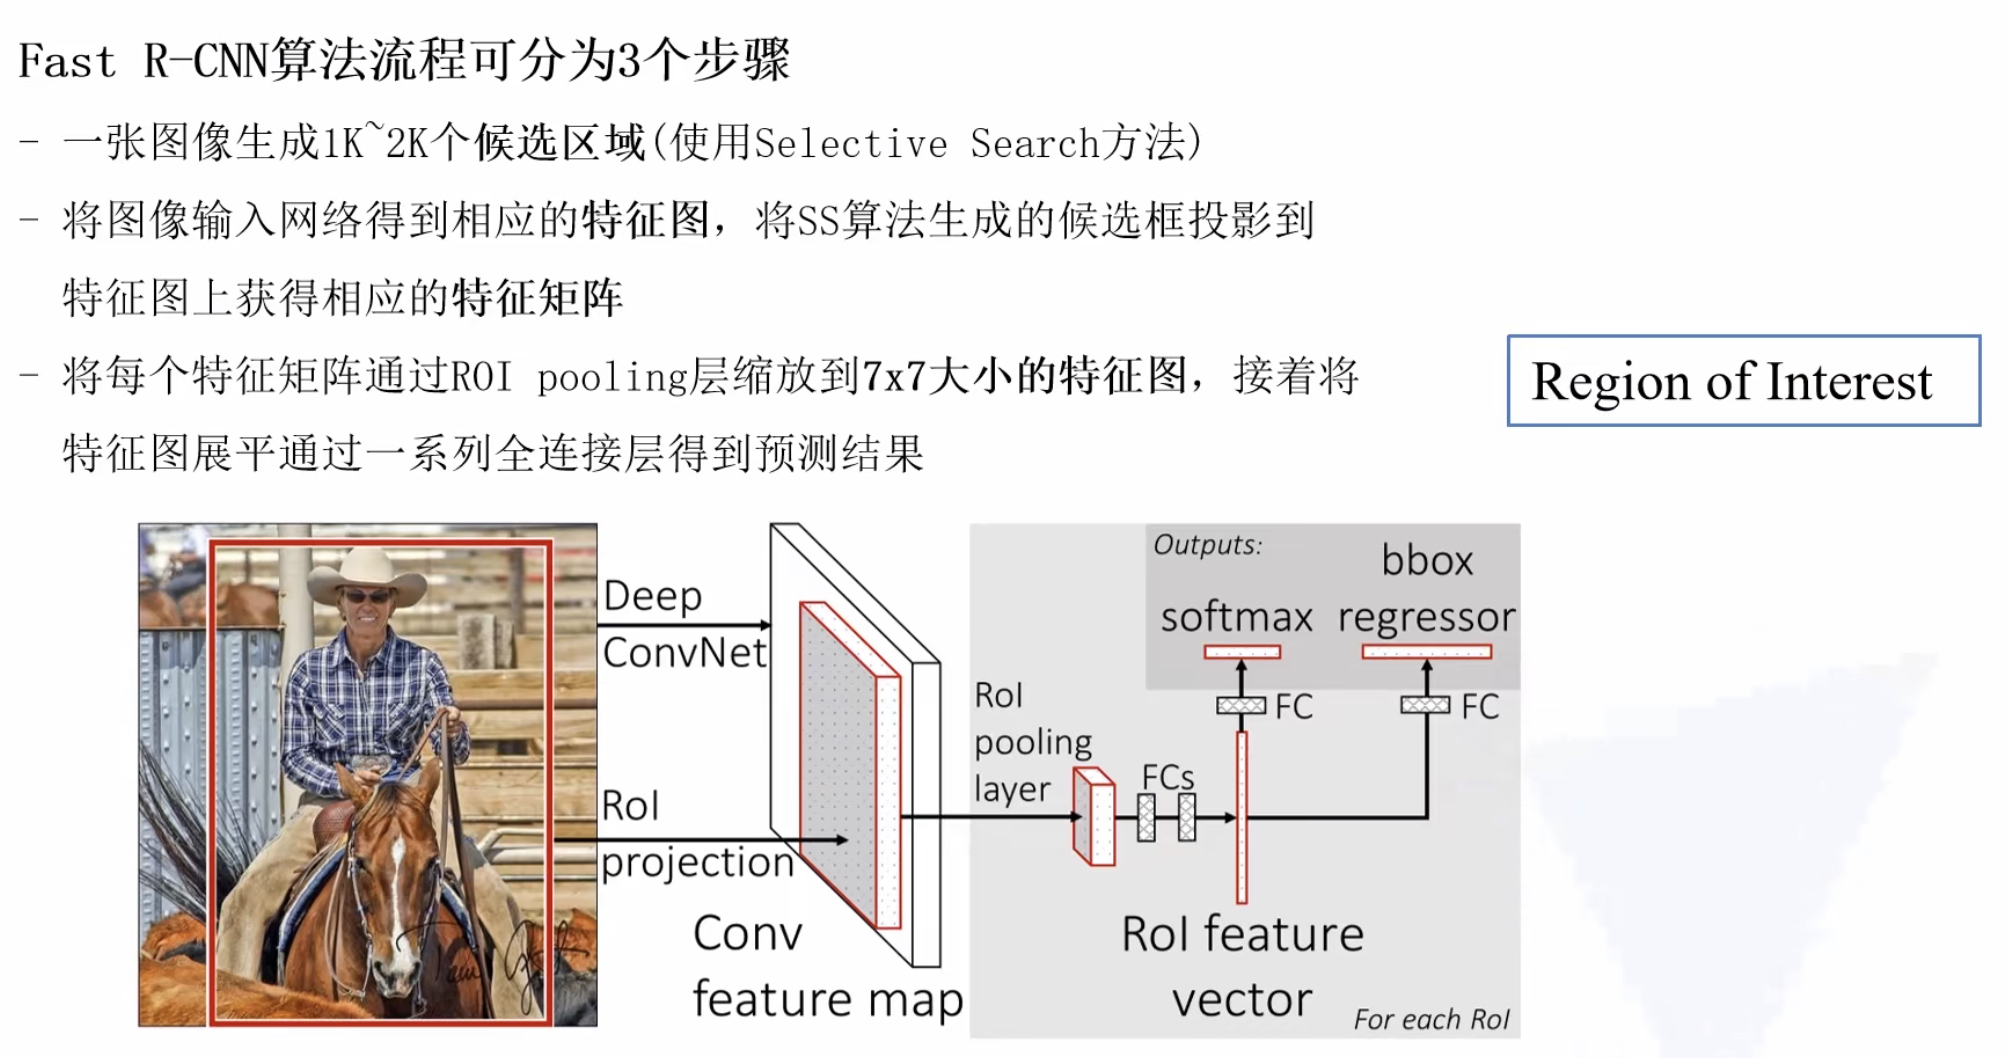 Fast R-CNN算法流程可分为3个步骤
- 一张图像生成1K~2K个候选区域(使用Selective Search方法)
- 将图像输入网络得到相应的特征图，将SS算法生成的候选框投影到
特征图上获得相应的特征矩阵
- 将每个特征矩阵通过ROI pooling层缩放到7x7大小的特征图，接着将
特征图展平通过一系列全连接层得到预测结果
Region of Interest
Deep
ConvNet
RoI
projection
Conv
feature map
RoI
pooling
layer
FCs
Outputs:
softmax
bbox
regressor
FC
FC
RoI feature
vector
For each RoI